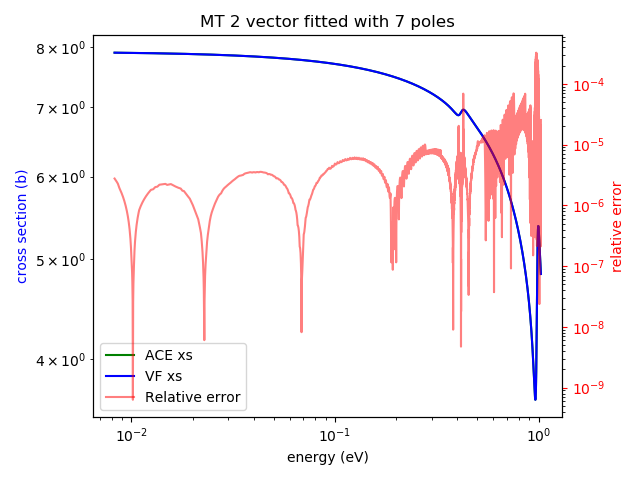 MT 2 vector fitted with 7 poles
8 × 10⁰
7 × 10⁰
6 × 10⁰
5 × 10⁰
4 × 10⁰
cross section (b)
10⁻⁴
10⁻⁵
10⁻⁶
10⁻⁷
10⁻⁸
10⁻⁹
relative error
ACE xs
VF xs
Relative error
10⁻²
10⁻¹
10⁰
energy (eV)